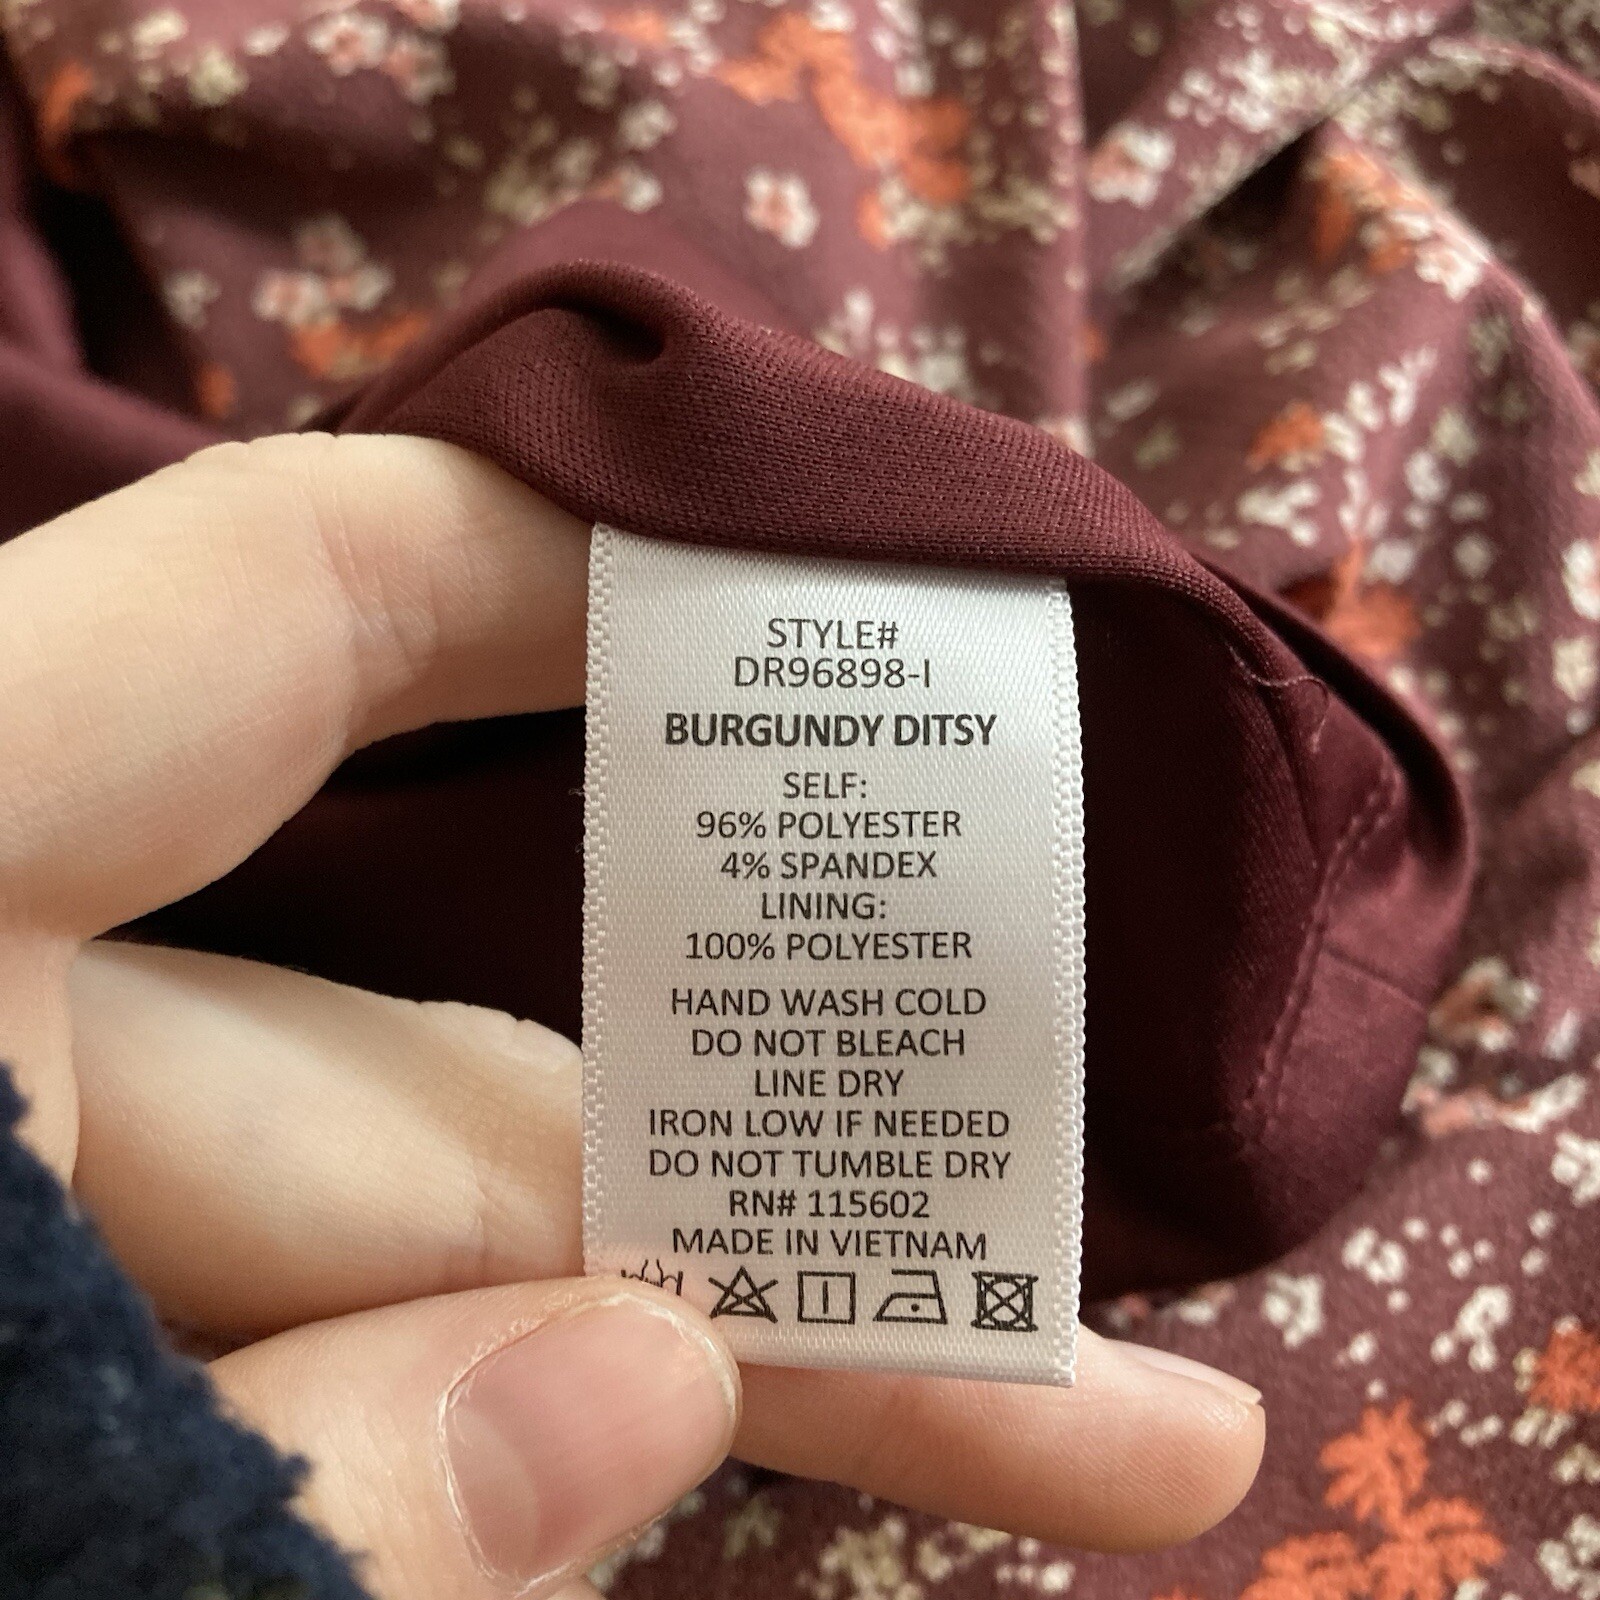 STYLE#
DR96898-I
BURGUNDY DITSY
SELF:
96% POLYESTER
4% SPANDEX
LINING:
100% POLYESTER
HAND WASH COLD
DO NOT BLEACH
LINE DRY
IRON LOW IF NEEDED
DO NOT TUMBLE DRY
RN# 115602
MADE IN VIETNAM